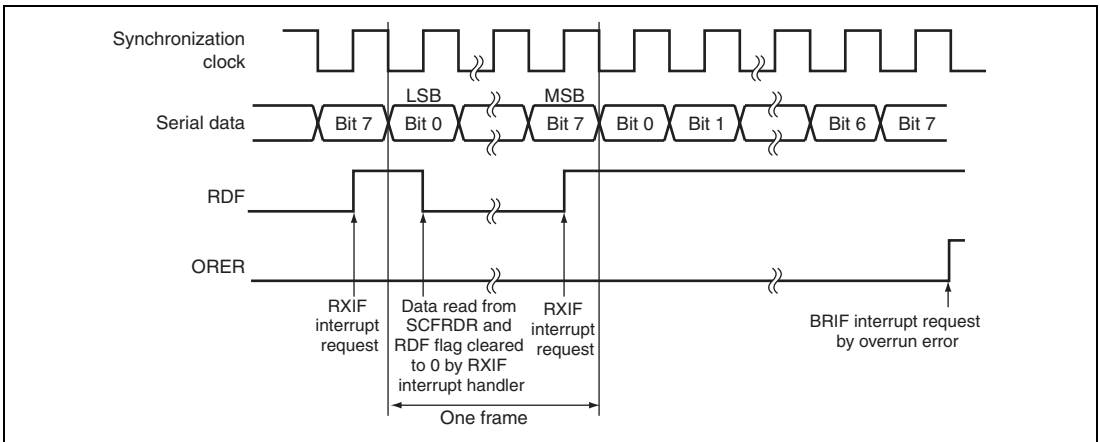 Synchronization
clock
LSB
MSB
Serial data
Bit 7
Bit 0
Bit 7
Bit 0
Bit 1
Bit 6
Bit 7
RDF
ORER
RXIF
interrupt
request
Data read from
SCFRDR and
RDF flag cleared
to 0 by RXIF
interrupt handler
RXIF
interrupt
request
BRIF interrupt request
by overrun error
One frame